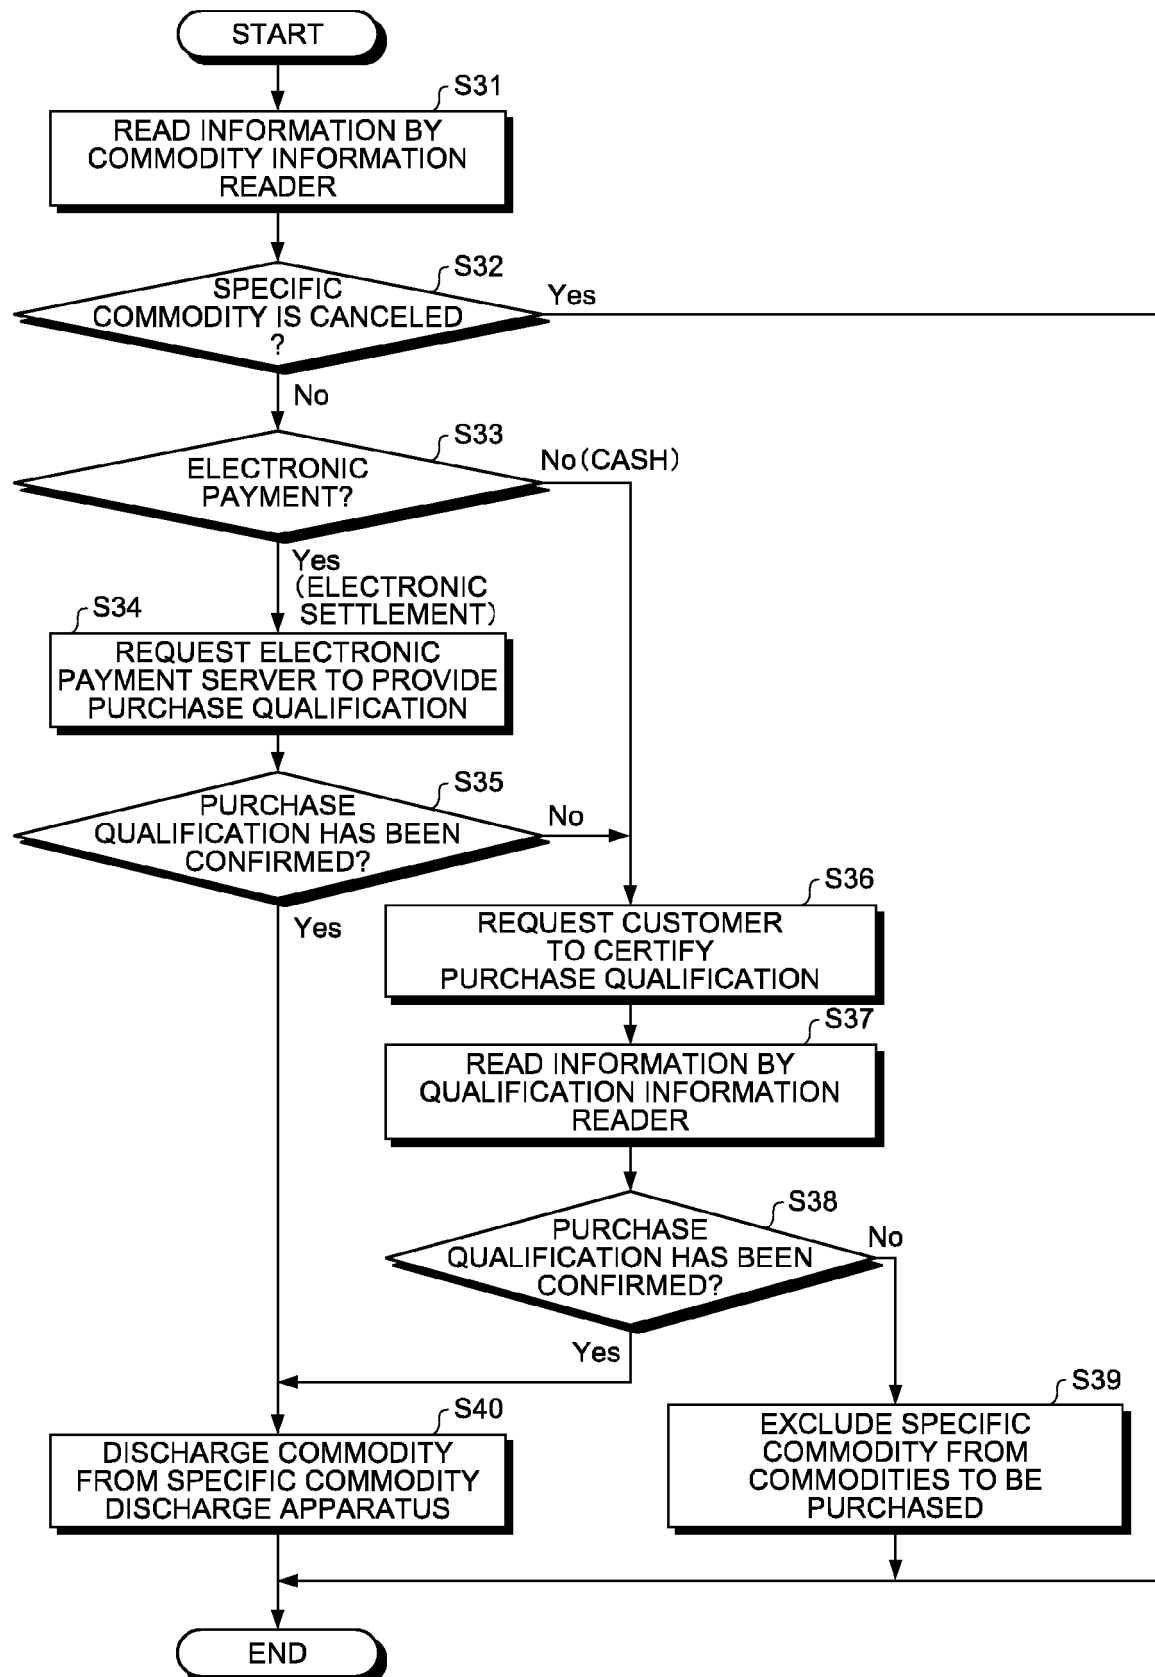 START
S31
READ INFORMATION BY
COMMODITY INFORMATION
READER
S32
SPECIFIC
COMMODITY IS CANCELED
?
Yes
No
S33
ELECTRONIC
PAYMENT?
No(CASH)
Yes
(ELECTRONIC
SETTLEMENT)
S34
REQUEST ELECTRONIC
PAYMENT SERVER TO PROVIDE
PURCHASE QUALIFICATION
S35
PURCHASE
QUALIFICATION HAS BEEN
CONFIRMED?
No
Yes
S36
REQUEST CUSTOMER
TO CERTIFY
PURCHASE QUALIFICATION
S37
READ INFORMATION BY
QUALIFICATION INFORMATION
READER
S38
PURCHASE
QUALIFICATION HAS BEEN
CONFIRMED?
No
Yes
S39
EXCLUDE SPECIFIC
COMMODITY FROM
COMMODITIES TO BE
PURCHASED
S40
DISCHARGE COMMODITY
FROM SPECIFIC COMMODITY
DISCHARGE APPARATUS
END